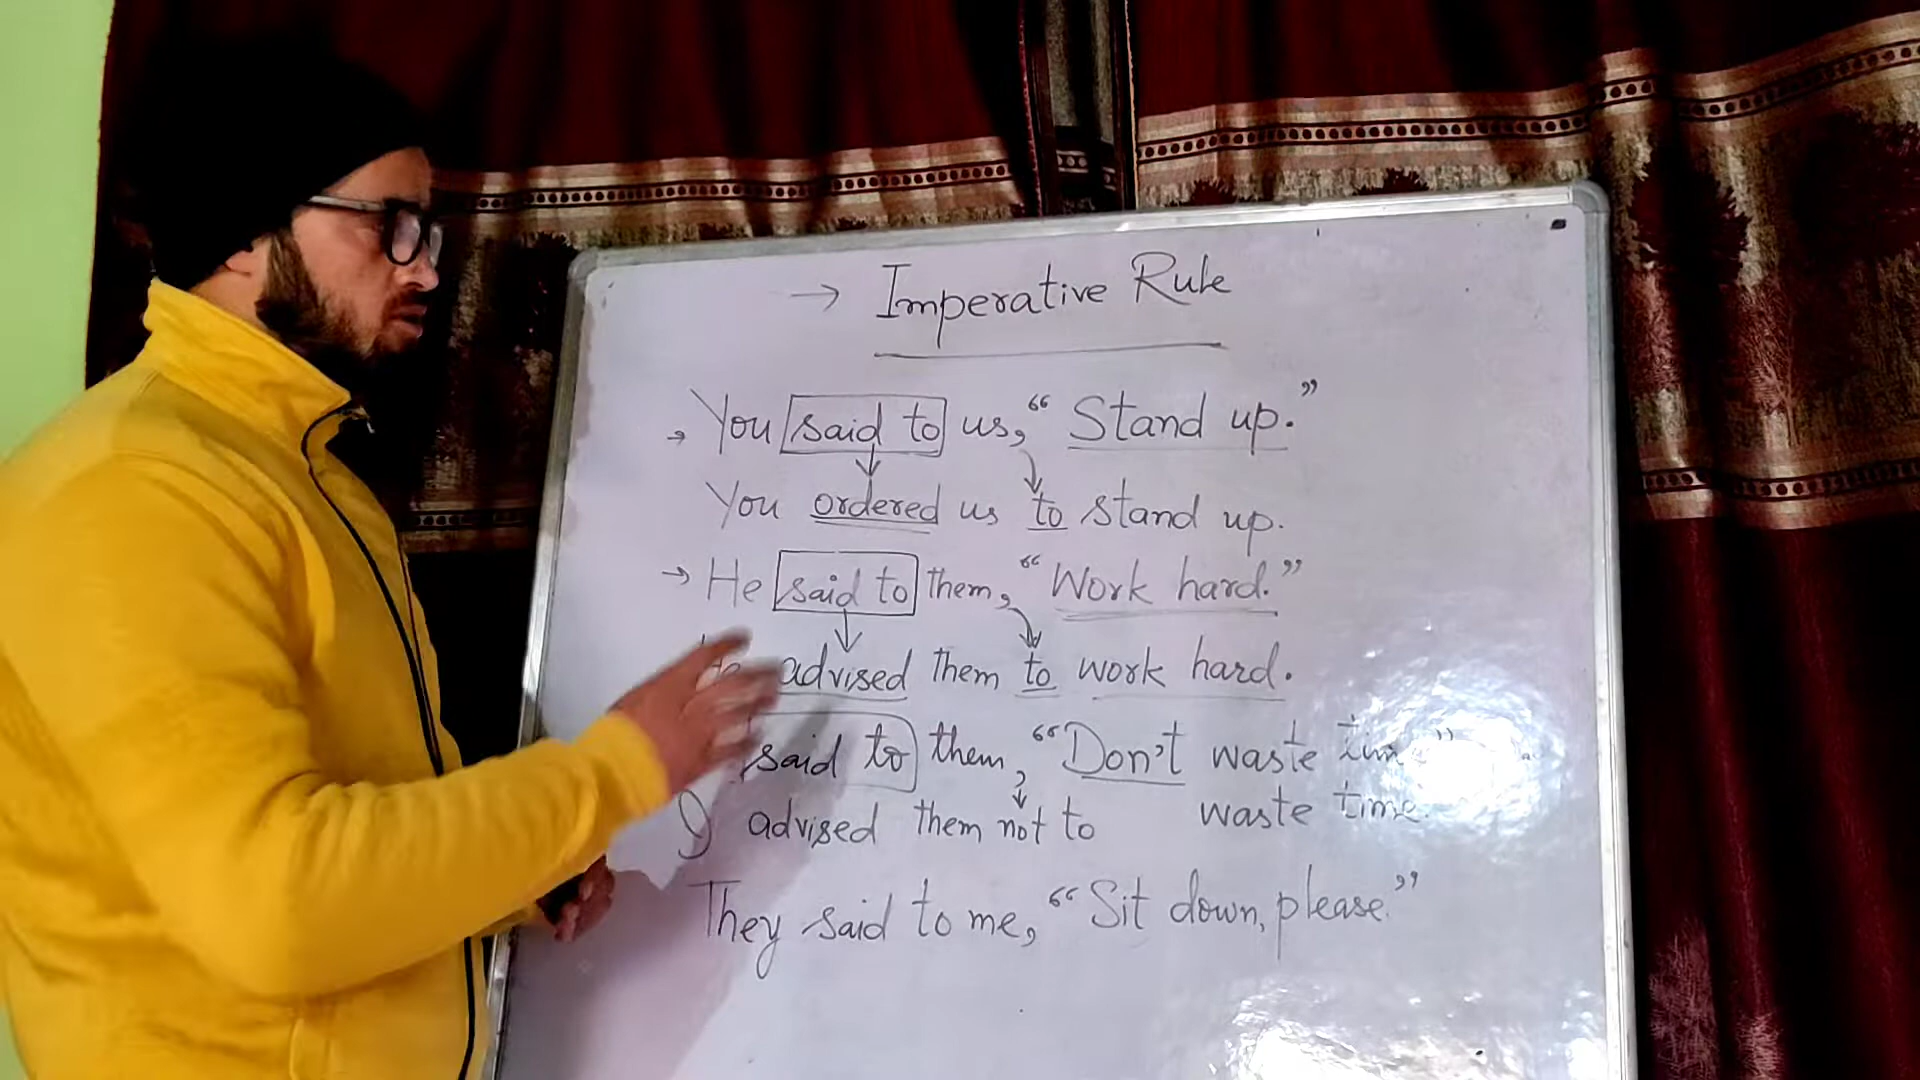 → Imperative Rule
→ You said to us, “Stand up.”
You ordered us to stand up.
→ He said to them, “Work hard.”
advised them to work hard.
said to them, “Don't waste time”
I advised them not to waste time.
They said to me, “Sit down, please.”